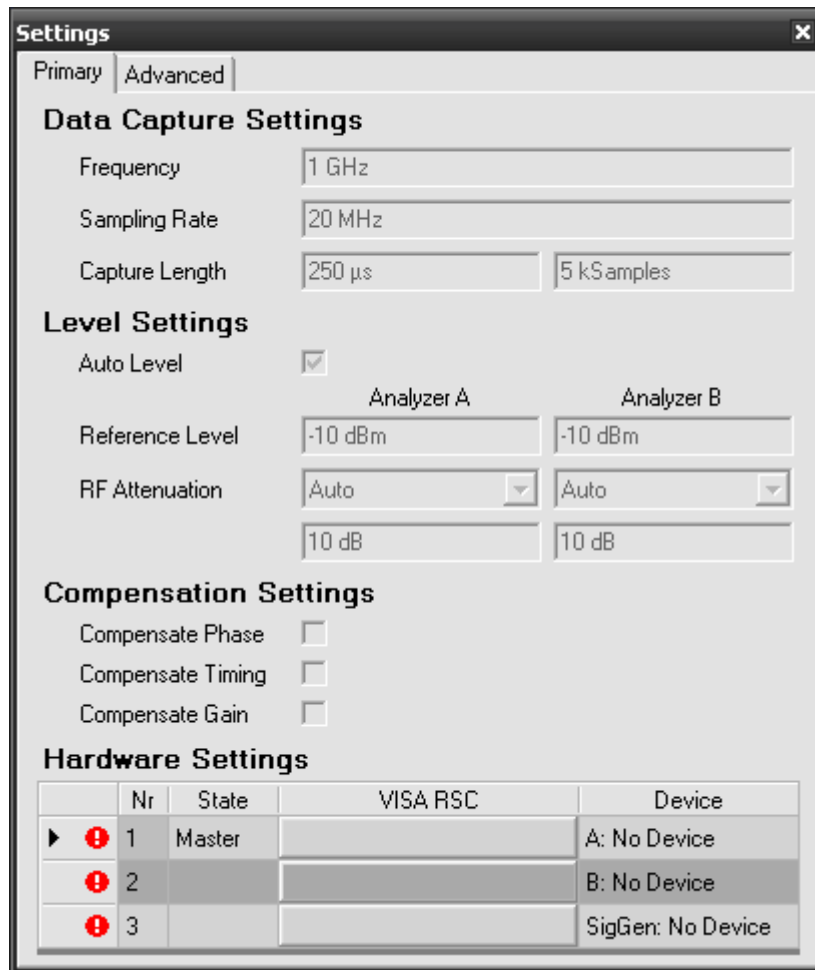 Settings
Primary Advanced
Data Capture Settings
Frequency 1 GHz
Sampling Rate 20 MHz
Capture Length 250 µs 5 kSamples
Level Settings
Auto Level
Analyzer A Analyzer B
Reference Level -10 dBm -10 dBm
RF Attenuation Auto Auto
10 dB 10 dB
Compensation Settings
Compensate Phase
Compensate Timing
Compensate Gain
Hardware Settings
Nr State VISA RSC Device
1 Master A: No Device
2 B: No Device
3 SigGen: No Device